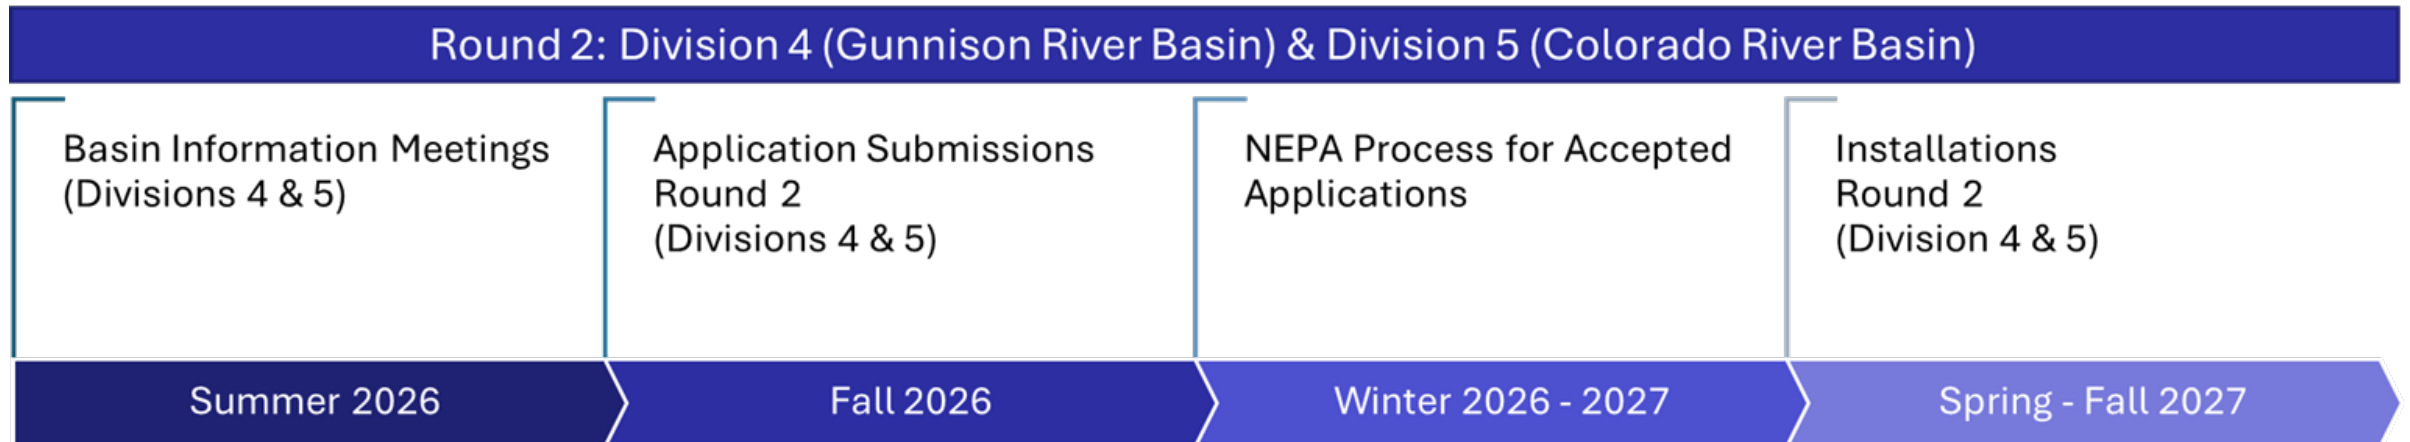 Round 2: Division 4 (Gunnison River Basin) & Division 5 (Colorado River Basin)
Basin Information Meetings
(Divisions 4 & 5)
Application Submissions
Round 2
(Divisions 4 & 5)
NEPA Process for Accepted
Applications
Installations
Round 2
(Division 4 & 5)
Summer 2026
Fall 2026
Winter 2026 - 2027
Spring - Fall 2027